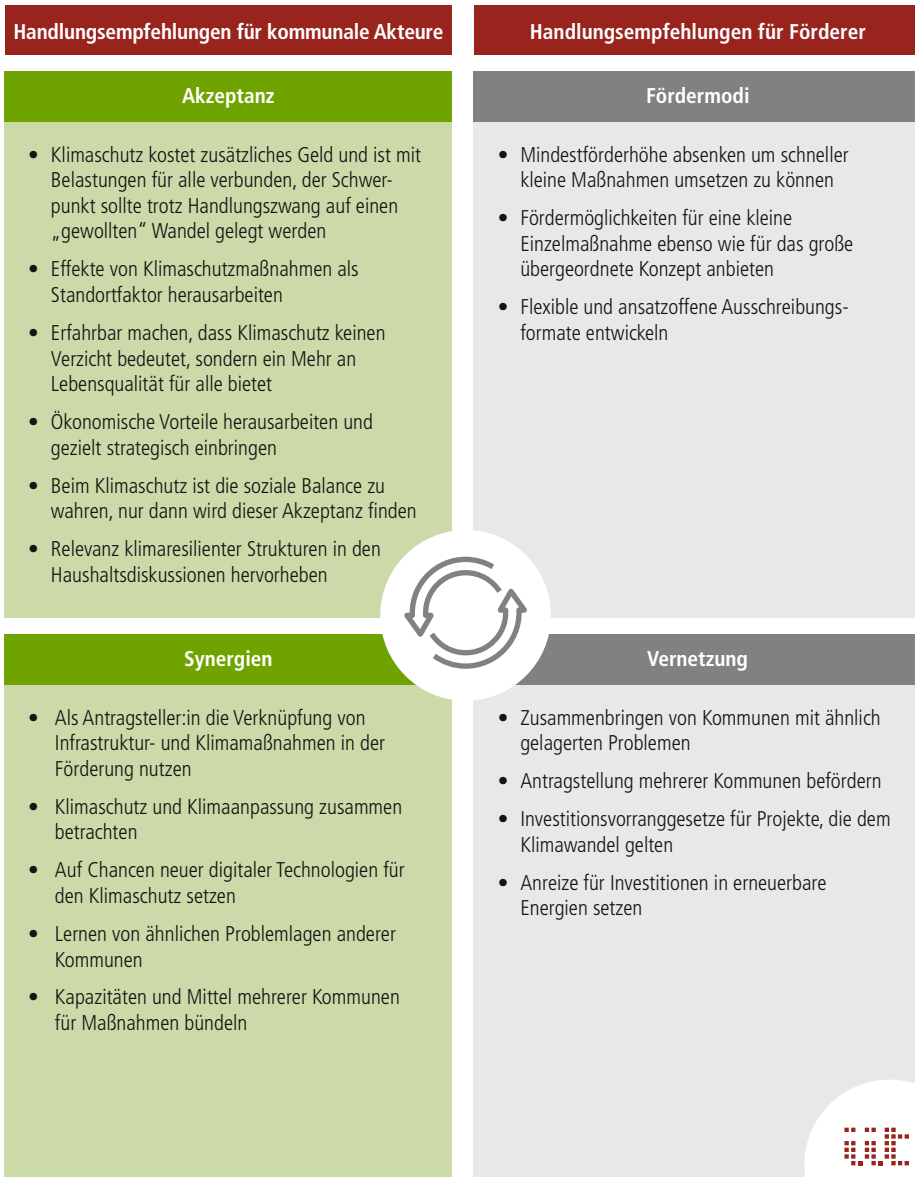 Handlungsempfehlungen für kommunale Akteure
Akzeptanz
• Klimaschutz kostet zusätzliches Geld und ist mit
Belastungen für alle verbunden, der Schwer-
punkt sollte trotz Handlungszwang auf einen
„gewollten“ Wandel gelegt werden
• Effekte von Klimaschutzmaßnahmen als
Standortfaktor herausarbeiten
• Erfahrbar machen, dass Klimaschutz keinen
Verzicht bedeutet, sondern ein Mehr an
Lebensqualität für alle bietet
• Ökonomische Vorteile herausarbeiten und
gezielt strategisch einbringen
• Beim Klimaschutz ist die soziale Balance zu
wahren, nur dann wird dieser Akzeptanz finden
• Relevanz klimaresilienter Strukturen in den
Haushaltsdiskussionen hervorheben
Synergien
• Als Antragsteller:in die Verknüpfung von
Infrastruktur- und Klimamaßnahmen in der
Förderung nutzen
• Klimaschutz und Klimaanpassung zusammen
betrachten
• Auf Chancen neuer digitaler Technologien für
den Klimaschutz setzen
• Lernen von ähnlichen Problemlagen anderer
Kommunen
• Kapazitäten und Mittel mehrerer Kommunen
für Maßnahmen bündeln
Handlungsempfehlungen für Förderer
Fördermodi
• Mindestförderhöhe absenken um schneller
kleine Maßnahmen umsetzen zu können
• Fördermöglichkeiten für eine kleine
Einzelmaßnahme ebenso wie für das große
übergeordnete Konzept anbieten
• Flexible und ansatzoffene Ausschreibungs-
formate entwickeln
Vernetzung
• Zusammenbringen von Kommunen mit ähnlich
gelagerten Problemen
• Antragstellung mehrerer Kommunen befördern
• Investitionsvorranggesetze für Projekte, die dem
Klimawandel gelten
• Anreize für Investitionen in erneuerbare
Energien setzen